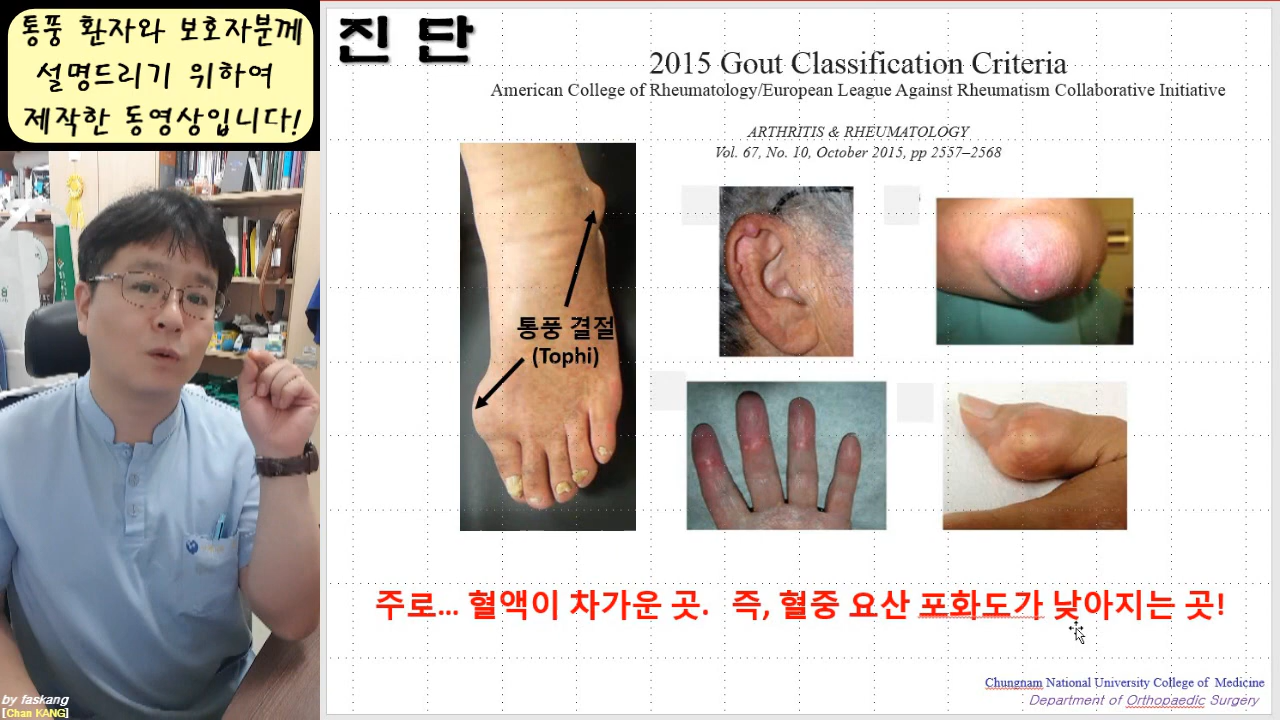 통풍 환자와 보호자분께
설명드리기 위하여
제작한 동영상입니다!
진 단
2015 Gout Classification Criteria
American College of Rheumatology/European League Against Rheumatism Collaborative Initiative
ARTHRITIS & RHEUMATOLOGY
Vol. 67, No. 10, October 2015, pp 2557–2568
통풍 결절
(Tophi)
주로... 혈액이 차가운 곳. 즉, 혈중 요산 포화도가 낮아지는 곳!
Chungnam National University College of Medicine
Department of Orthopaedic Surgery
by faskang
[Chan KANG]